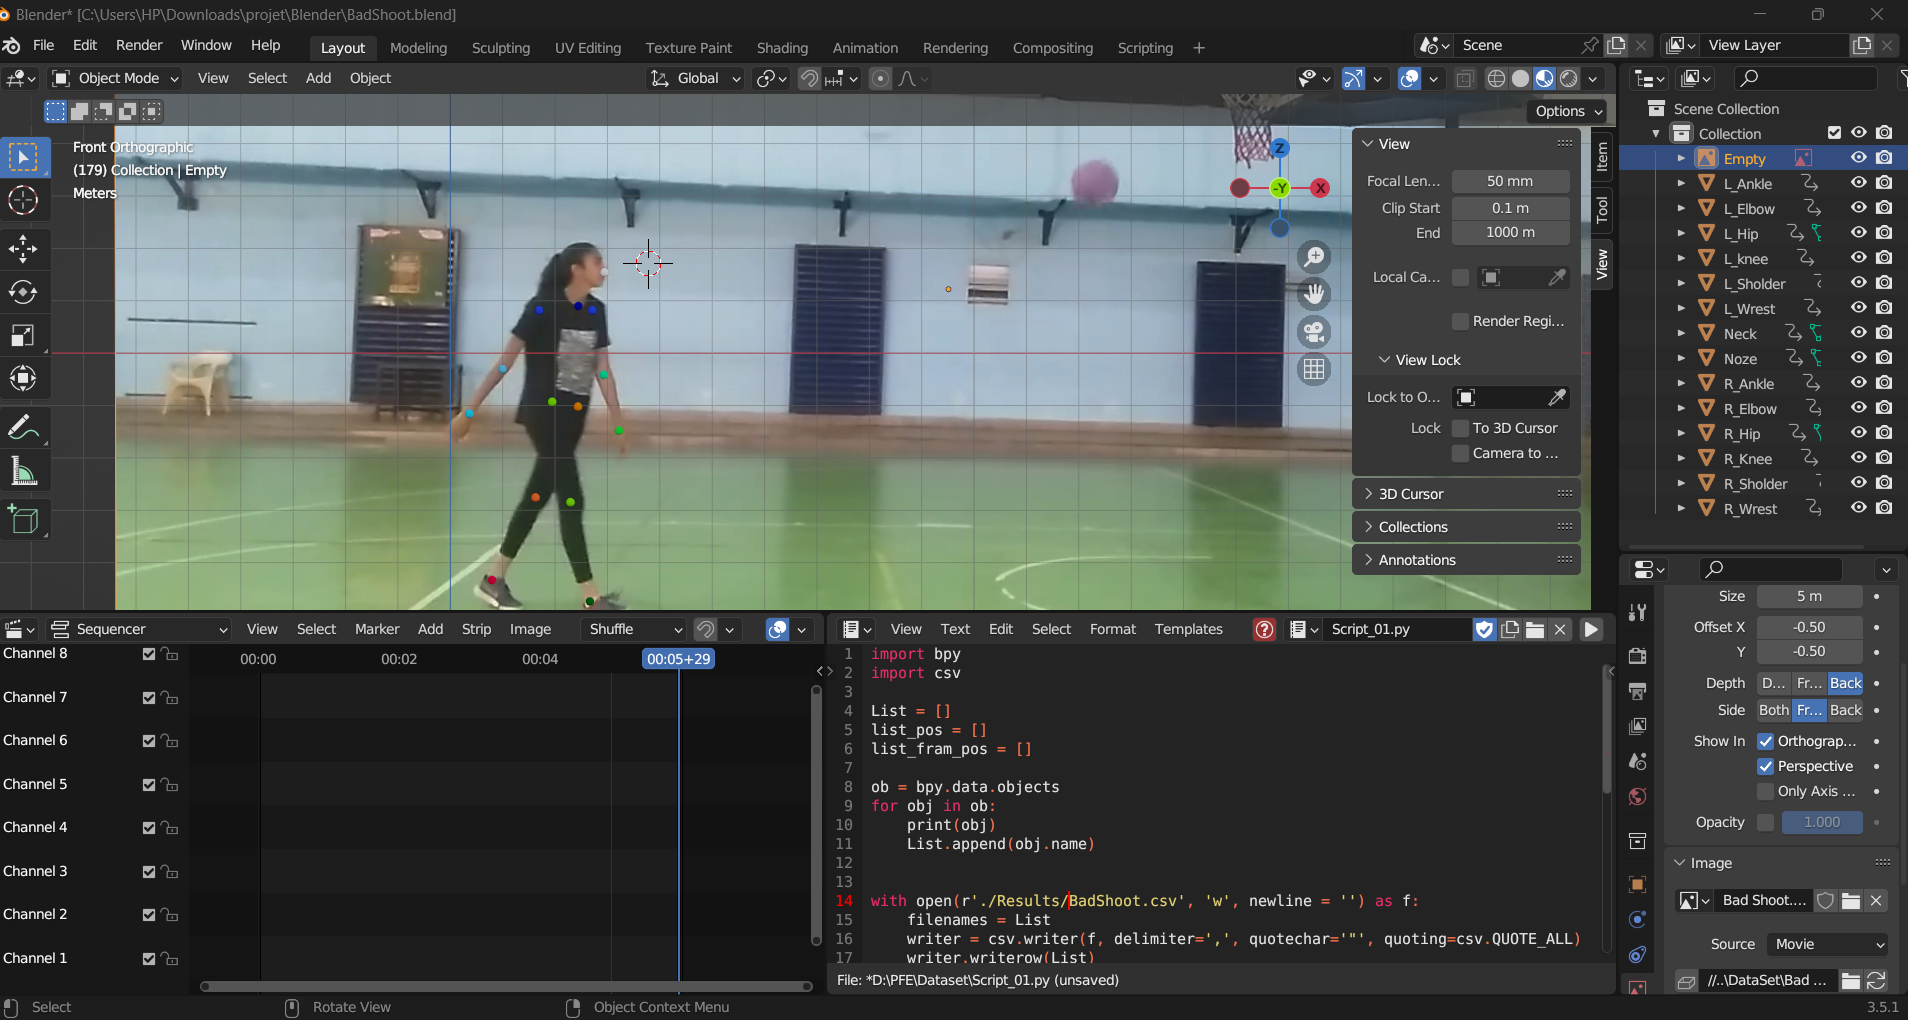 Blender* [C:\Users\HP\Downloads\projet\Blender\BadShoot.blend]
File Edit Render Window Help Layout Modeling Sculpting UV Editing Texture Paint Shading Animation Rendering Compositing Scripting + Scene View Layer
Object Mode View Select Add Object Global
Options
Front Orthographic
(179) Collection | Empty
Meters
Z
-Y
X
View
Focal Len... 50 mm
Clip Start 0.1 m
End 1000 m
Local Ca...
Render Regi...
View Lock
Lock to O...
Lock To 3D Cursor
Camera to ...
3D Cursor
Collections
Annotations
Item
Tool
View
Scene Collection
Collection
Empty
L_Ankle
L_Elbow
L_Hip
L_knee
L_Sholder
L_Wrest
Neck
Noze
R_Ankle
R_Elbow
R_Hip
R_Knee
R_Sholder
R_Wrest
Size 5 m
Offset X -0.50
Y -0.50
Depth D... Fr... Back
Side Both Fr... Back
Show In Orthograp...
Perspective
Only Axis ...
Opacity 1.000
Image
Bad Shoot....
Source Movie
//..\DataSet\Bad ...
Sequencer View Select Marker Add Strip Image Shuffle
00:00 00:02 00:04 00:05+29
Channel 8
Channel 7
Channel 6
Channel 5
Channel 4
Channel 3
Channel 2
Channel 1
View Text Edit Select Format Templates Script_01.py
1 import bpy
2 import csv
3
4 List = []
5 list_pos = []
6 list_fram_pos = []
7
8 ob = bpy.data.objects
9 for obj in ob:
10 print(obj)
11 List.append(obj.name)
12
13
14 with open(r'./Results/BadShoot.csv', 'w', newline = '') as f:
15 filenames = List
16 writer = csv.writer(f, delimiter=',', quotechar='"', quoting=csv.QUOTE_ALL)
17 writer.writerow(List)
File: *D:\PFE\Dataset\Script_01.py (unsaved)
Select Rotate View Object Context Menu 3.5.1